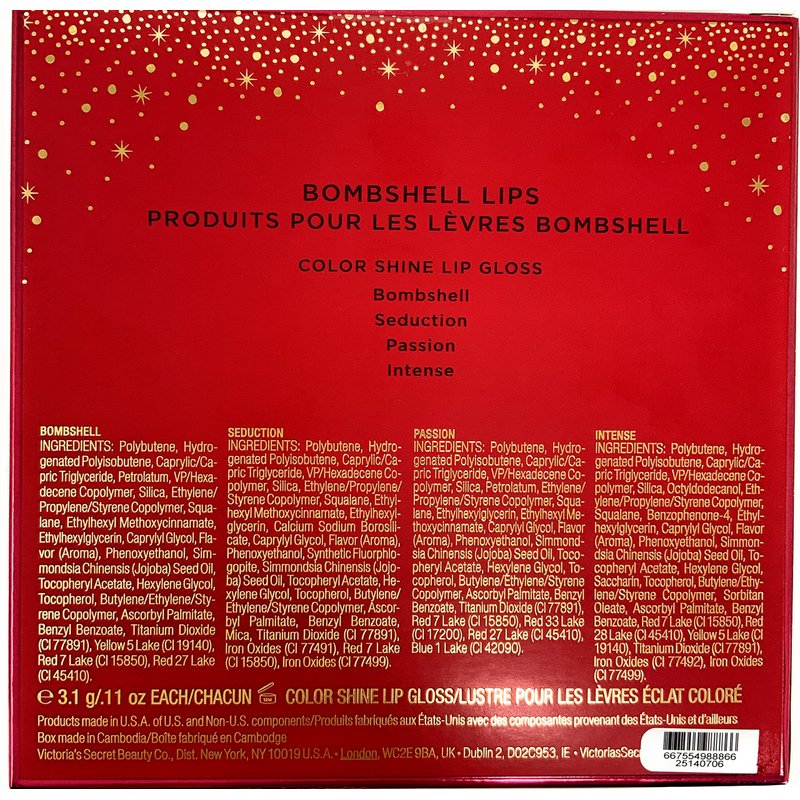 BOMBSHELL LIPS
PRODUITS POUR LES LÈVRES BOMBSHELL
COLOR SHINE LIP GLOSS
Bombshell
Seduction
Passion
Intense
BOMBSHELL
INGREDIENTS: Polybutene, Hydro-
genated Polyisobutene, Caprylic/Ca-
pric Triglyceride, Petrolatum, VP/Hexa-
decene Copolymer, Silica, Ethylene/
Propylene/Styrene Copolymer, Squa-
lane, Ethylhexyl Methoxycinnamate,
Ethylhexylglycerin, Caprylyl Glycol, Fla-
vor (Aroma), Phenoxyethanol, Sim-
mondsia Chinensis (Jojoba) Seed Oil,
Tocopheryl Acetate, Hexylene Glycol,
Tocopherol, Butylene/Ethylene/Sty-
rene Copolymer, Ascorbyl Palmitate,
Benzyl Benzoate, Titanium Dioxide
(CI 77891), Yellow 5 Lake (CI 19140),
Red 7 Lake (CI 15850), Red 27 Lake
(CI 45410).
SEDUCTION
INGREDIENTS: Polybutene, Hydro-
genated Polyisobutene, Caprylic/Ca-
pric Triglyceride, VP/Hexadecene Co-
polymer, Silica, Ethylene/Propylene/
Styrene Copolymer, Squalane, Ethyl-
hexyl Methoxycinnamate, Ethylhexyl-
glycerin, Calcium Sodium Borosili-
cate, Caprylyl Glycol, Flavor (Aroma),
Phenoxyethanol, Synthetic Fluorphlo-
gopite, Simmondsia Chinensis (Jojo-
ba) Seed Oil, Tocopheryl Acetate, He-
xylene Glycol, Tocopherol, Butylene/
Ethylene/Styrene Copolymer, Ascor-
byl Palmitate, Benzyl Benzoate,
Mica, Titanium Dioxide (CI 77891),
Iron Oxides (CI 77491), Red 7 Lake
(CI 15850), Iron Oxides (CI 77499).
PASSION
INGREDIENTS: Polybutene, Hydro-
genated Polyisobutene, Caprylic/Ca-
pric Triglyceride, VP/Hexadecene Co-
polymer, Silica, Petrolatum, Ethylene/
Propylene/Styrene Copolymer, Squa-
lane, Ethylhexylglycerin, Ethylhexyl Me-
thoxycinnamate, Caprylyl Glycol, Flavor
(Aroma), Phenoxyethanol, Simmond-
sia Chinensis (Jojoba) Seed Oil, Toco-
pheryl Acetate, Hexylene Glycol, Toco-
pherol, Butylene/Ethylene/Styrene
Copolymer, Ascorbyl Palmitate, Benzyl
Benzoate, Titanium Dioxide (CI 77891),
Red 7 Lake (CI 15850), Red 33 Lake
(CI 17200), Red 27 Lake (CI 45410),
Blue 1 Lake (CI 42090).
INTENSE
INGREDIENTS: Polybutene, Hydro-
genated Polyisobutene, Caprylic/Ca-
pric Triglyceride, VP/Hexadecene Co-
polymer, Silica, Octyldodecanol, Eth-
ylene/Propylene/Styrene Copolymer,
Squalane, Benzophenone-4, Ethyl-
hexylglycerin, Caprylyl Glycol, Flavor
(Aroma), Phenoxyethanol, Simmon-
dsia Chinensis (Jojoba) Seed Oil,
Tocopheryl Acetate, Hexylene Glycol,
Saccharin, Tocopherol, Butylene/Ethy-
lene/Styrene Copolymer, Sorbitan
Oleate, Ascorbyl Palmitate, Benzyl
Benzoate, Red 7 Lake (CI 15850), Red
28 Lake (CI 45410), Yellow 5 Lake (CI
19140), Titanium Dioxide (CI 77891),
Iron Oxides (CI 77492), Iron Oxides
(CI 77499).
℮ 3.1 g/.11 oz EACH/CHACUN 12M COLOR SHINE LIP GLOSS/LUSTRE POUR LES LÈVRES ÉCLAT COLORÉ
Products made in U.S.A. of U.S. and Non-U.S. components/Produits fabriqués aux États-Unis avec des composantes provenant des États-Unis et d'ailleurs
Box made in Cambodia/Boîte fabriqué en Cambodge
Victoria's Secret Beauty Co., Dist. New York, NY 10019 U.S.A. • London, WC2E 9BA, UK • Dublin 2, D02C953, IE • VictoriasSec
667554988866
25140706